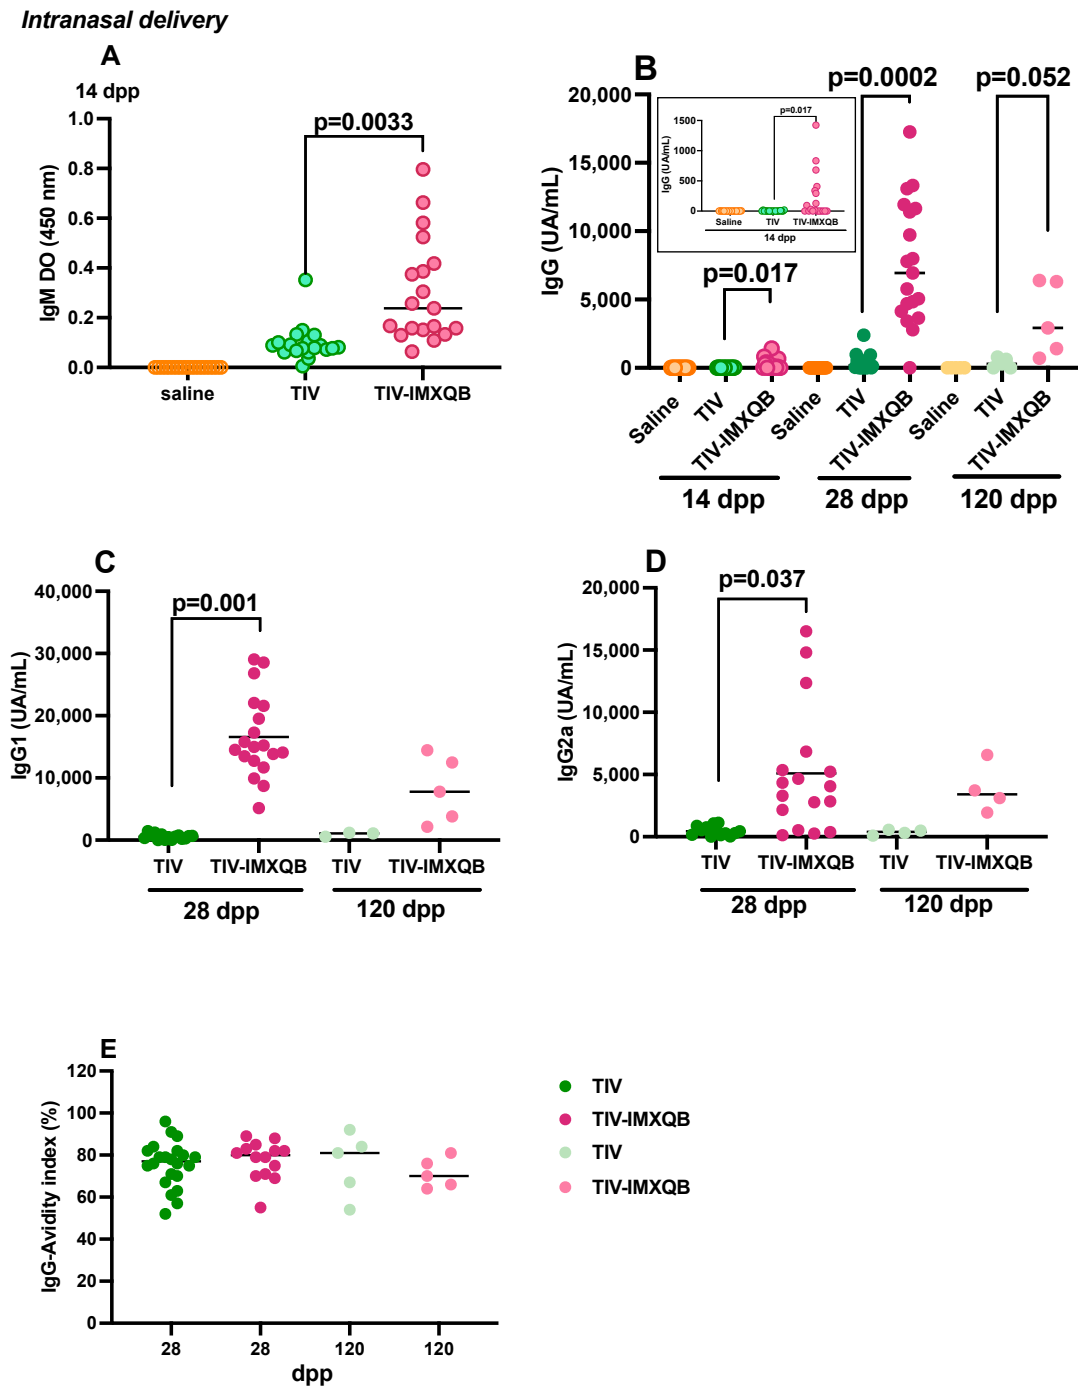 Intranasal delivery
A
14 dpp
p=0.0033
1.0
0.8
0.6
0.4
0.2
0.0
IgM DO (450 nm)
saline
TIV
TIV-IMXQB
B
p=0.0002
p=0.052
p=0.017
20,000
15,000
10,000
5,000
0
IgG (UA/mL)
p=0.017
1500
1000
500
0
IgG (UA/mL)
Saline
TIV
TIV-IMXQB
14 dpp
Saline
TIV
TIV-IMXQB
Saline
TIV
TIV-IMXQB
Saline
TIV
TIV-IMXQB
14 dpp
28 dpp
120 dpp
C
p=0.001
40,000
30,000
20,000
10,000
0
IgG1 (UA/mL)
TIV
TIV-IMXQB
TIV
TIV-IMXQB
28 dpp
120 dpp
D
p=0.037
20,000
15,000
10,000
5,000
0
IgG2a (UA/mL)
TIV
TIV-IMXQB
TIV
TIV-IMXQB
28 dpp
120 dpp
E
120
100
80
60
40
20
0
IgG-Avidity index (%)
28
28
120
120
dpp
TIV
TIV-IMXQB
TIV
TIV-IMXQB